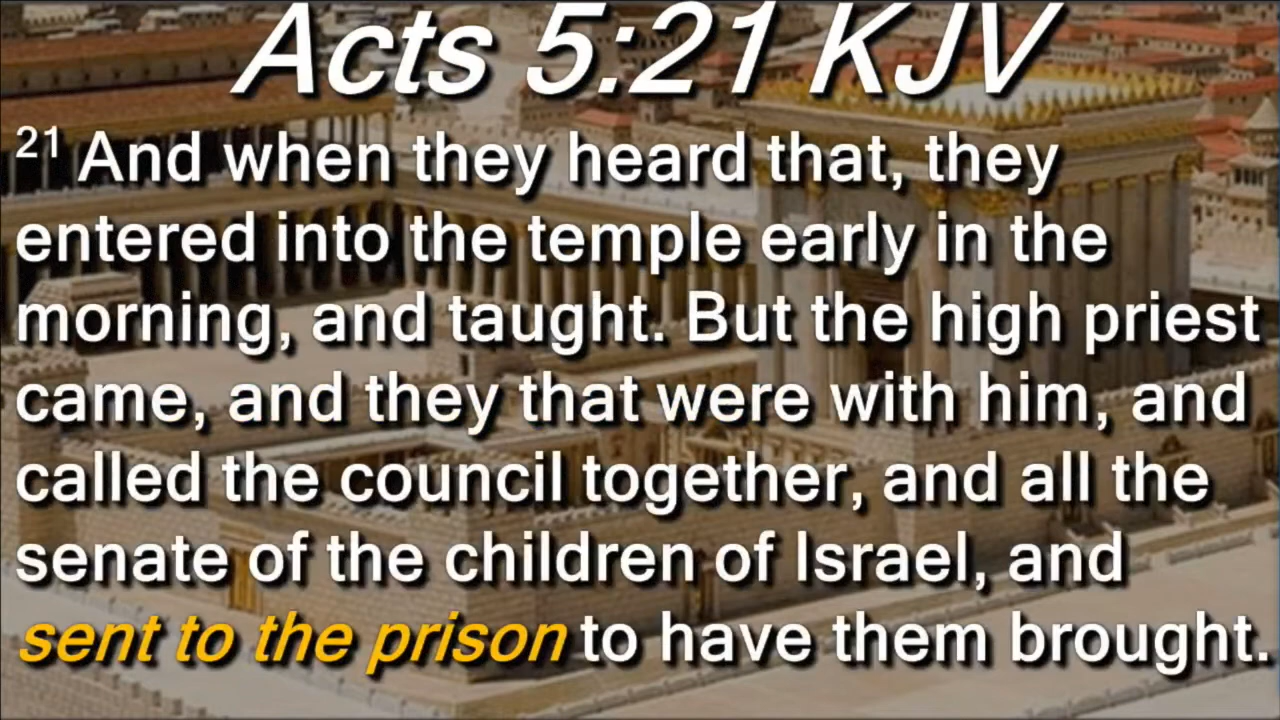 Acts 5:21 KJV
21 And when they heard that, they
entered into the temple early in the
morning, and taught. But the high priest
came, and they that were with him, and
called the council together, and all the
senate of the children of Israel, and
sent to the prison to have them brought.